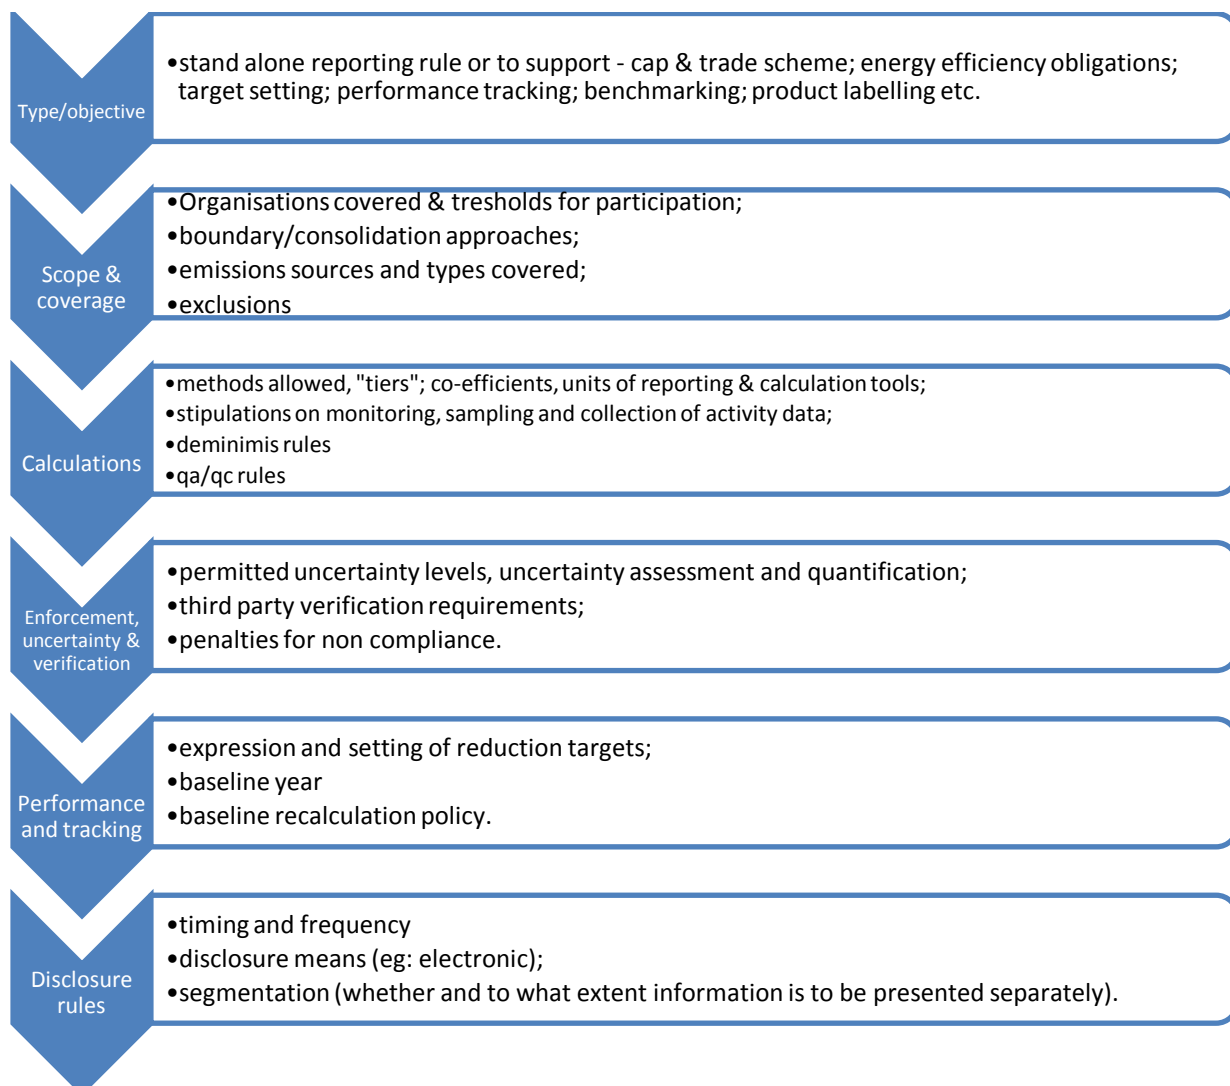 Type/objective
•stand alone reporting rule or to support - cap & trade scheme; energy efficiency obligations;
target setting; performance tracking; benchmarking; product labelling etc.
Scope &
coverage
•Organisations covered & tresholds for participation;
•boundary/consolidation approaches;
•emissions sources and types covered;
•exclusions
Calculations
•methods allowed, "tiers"; co-efficients, units of reporting & calculation tools;
•stipulations on monitoring, sampling and collection of activity data;
•deminimis rules
•qa/qc rules
Enforcement,
uncertainty &
verification
•permitted uncertainty levels, uncertainty assessment and quantification;
•third party verification requirements;
•penalties for non compliance.
Performance
and tracking
•expression and setting of reduction targets;
•baseline year
•baseline recalculation policy.
Disclosure
rules
•timing and frequency
•disclosure means (eg: electronic);
•segmentation (whether and to what extent information is to be presented separately).